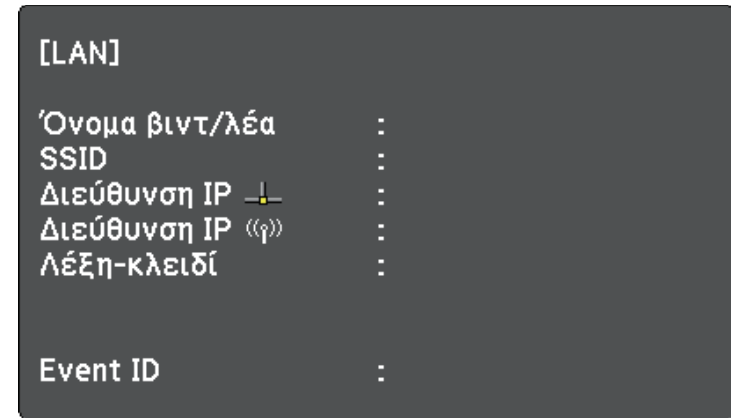 [LAN]
Όνομα βιντ/λέα :
SSID :
Διεύθυνση IP :
Διεύθυνση IP :
Λέξη-κλειδί :
Event ID :